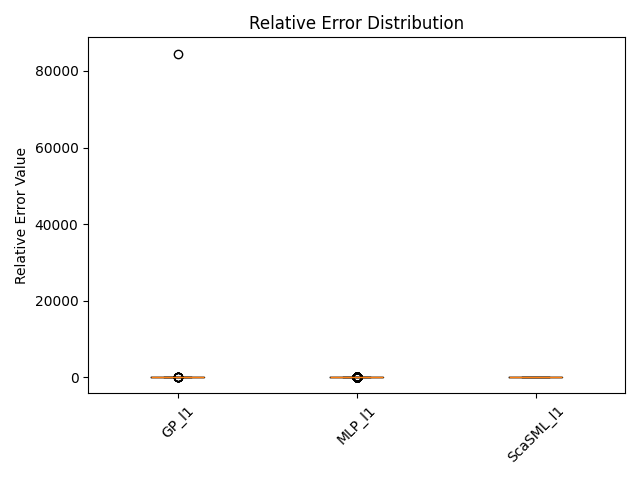 Relative Error Distribution
Relative Error Value
80000
60000
40000
20000
0
GP_l1
MLP_l1
ScaSML_l1